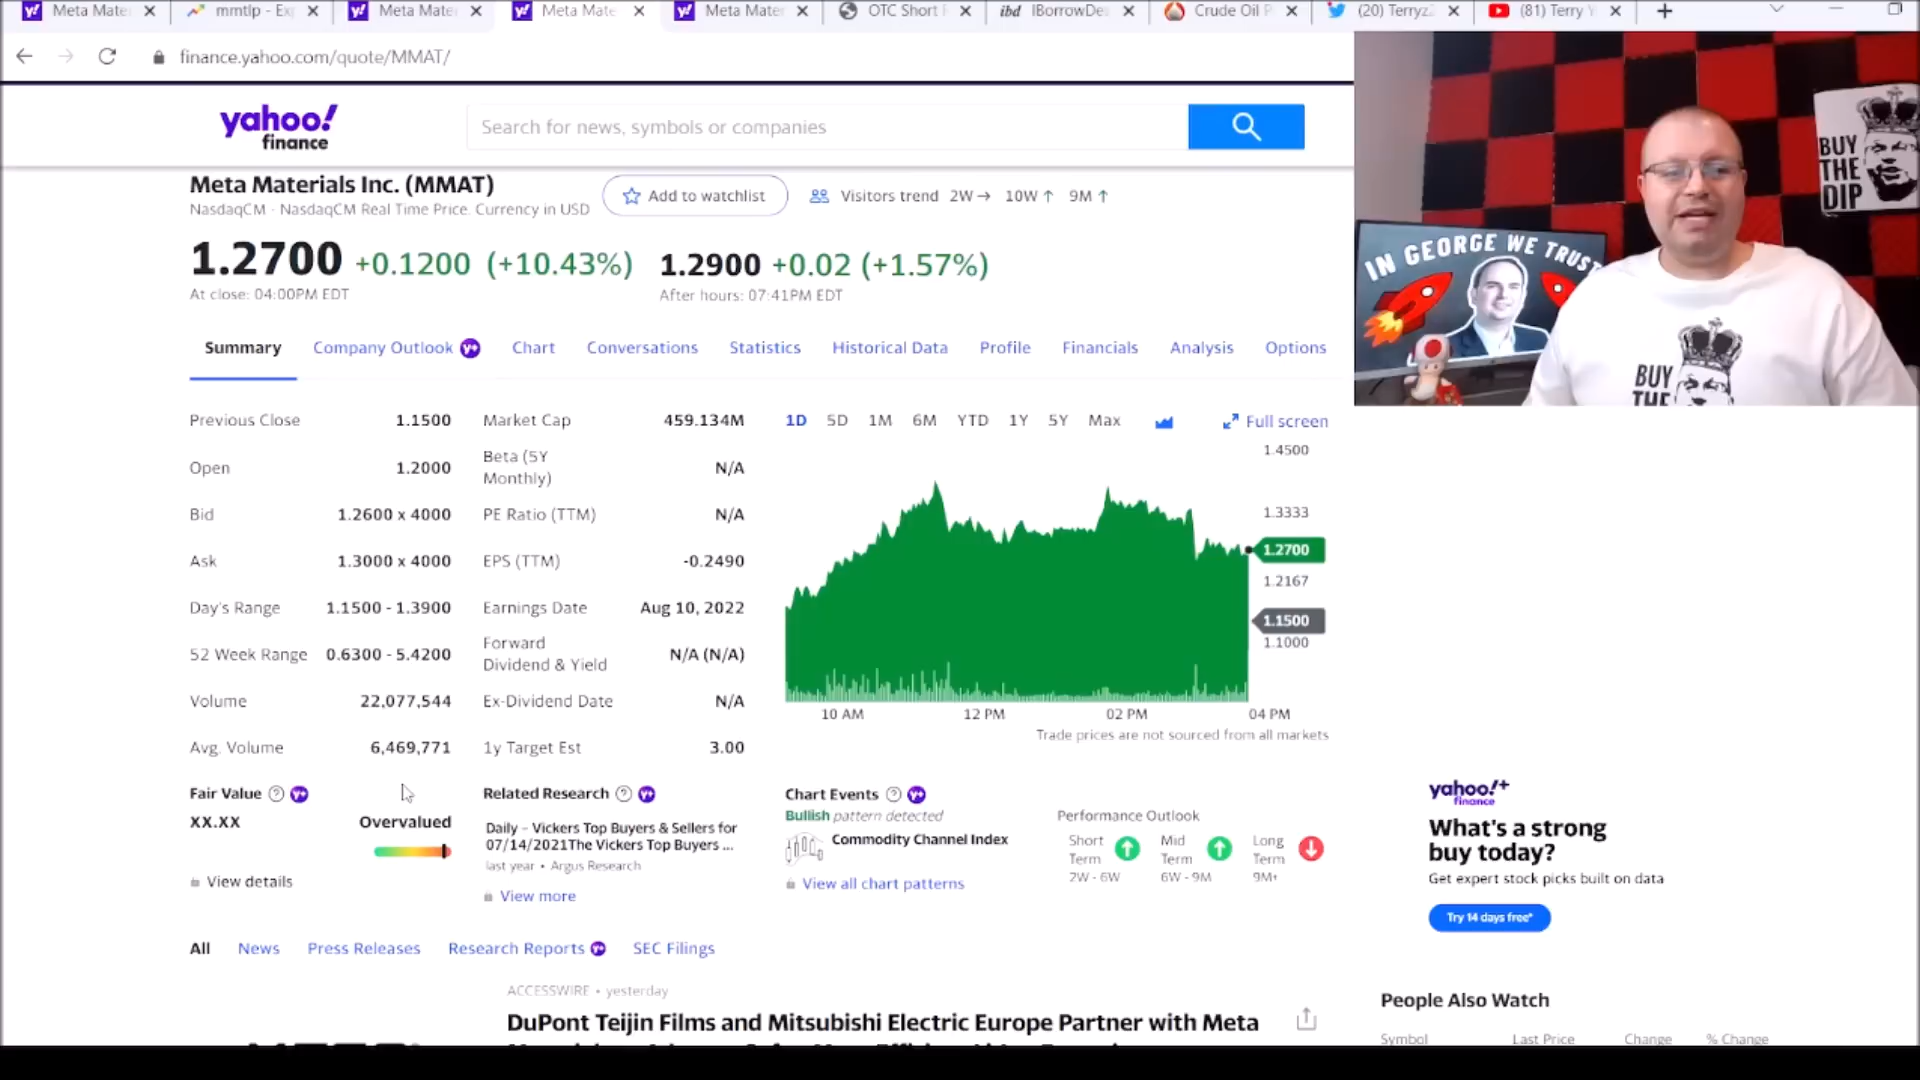 Meta Mate
mmtlp - Ex
Meta Mate
Meta Mate
Meta Mate
OTC Short
ibd IBorrowDe
Crude Oil P
(20) Terryz
(81) Terry Y
finance.yahoo.com/quote/MMAT/
yahoo!
finance
Search for news, symbols or companies
Meta Materials Inc. (MMAT)
NasdaqCM - NasdaqCM Real Time Price. Currency in USD
Add to watchlist
Visitors trend 2W→ 10W↑ 9M↑
1.2700 +0.1200 (+10.43%) 1.2900 +0.02 (+1.57%)
At close: 04:00PM EDT After hours: 07:41PM EDT
Summary Company Outlook y+ Chart Conversations Statistics Historical Data Profile Financials Analysis Options
Previous Close 1.1500
Open 1.2000
Bid 1.2600 x 4000
Ask 1.3000 x 4000
Day's Range 1.1500 - 1.3900
52 Week Range 0.6300 - 5.4200
Volume 22,077,544
Avg. Volume 6,469,771
Market Cap 459.134M
Beta (5Y
Monthly) N/A
PE Ratio (TTM) N/A
EPS (TTM) -0.2490
Earnings Date Aug 10, 2022
Forward
Dividend & Yield N/A (N/A)
Ex-Dividend Date N/A
1y Target Est 3.00
1D 5D 1M 6M YTD 1Y 5Y Max Full screen
1.4500
1.3333
1.2700
1.2167
1.1500
1.1000
10 AM 12 PM 02 PM 04 PM
Trade prices are not sourced from all markets
Fair Value ? y+
XX.XX Overvalued
View details
Related Research ? y+
Daily – Vickers Top Buyers & Sellers for
07/14/2021The Vickers Top Buyers ...
last year • Argus Research
View more
Chart Events ? y+
Bullish pattern detected
Commodity Channel Index
View all chart patterns
Performance Outlook
Short
Term
2W - 6W
Mid
Term
6W - 9M
Long
Term
9M+
All News Press Releases Research Reports y+ SEC Filings
ACCESSWIRE • yesterday
DuPont Teijin Films and Mitsubishi Electric Europe Partner with Meta
yahoo!+
finance
What's a strong
buy today?
Get expert stock picks built on data
Try 14 days free*
People Also Watch
Symbol Last Price Change % Change
IN GEORGE WE TRUST
BUY
THE
DIP
BUY
THE